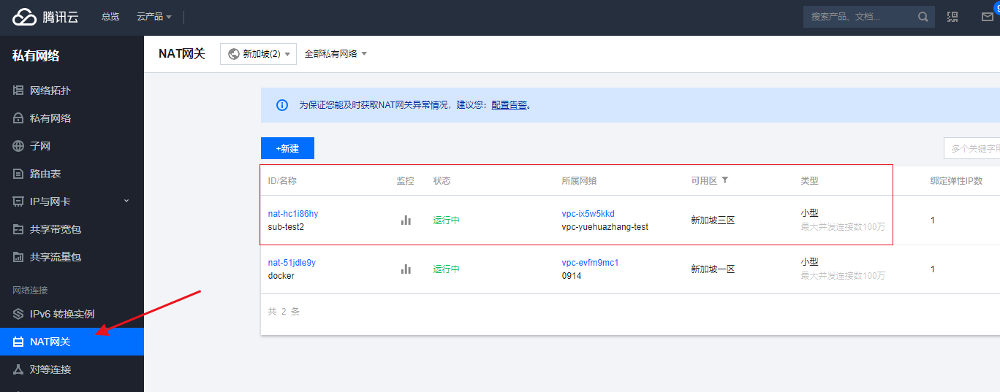 腾讯云
总览
云产品
搜索产品、文档...
私有网络
NAT网关
新加坡(2)
全部私有网络
网络拓扑
私有网络
子网
路由表
IP与网卡
共享带宽包
共享流量包
网络连接
IPv6 转换实例
NAT网关
对等连接
为保证您能及时获取NAT网关异常情况，建议您：配置告警。
+新建
多个关键字用
ID/名称 监控 状态 所属网络 可用区 类型 绑定弹性IP数
nat-hc1i86hy
sub-test2
运行中
vpc-ix5w5kkd
vpc-yuehuazhang-test
新加坡三区
小型
最大并发连接数100万
1
nat-51jdle9y
docker
运行中
vpc-evfm9mc1
0914
新加坡一区
小型
最大并发连接数100万
1
共 2 条